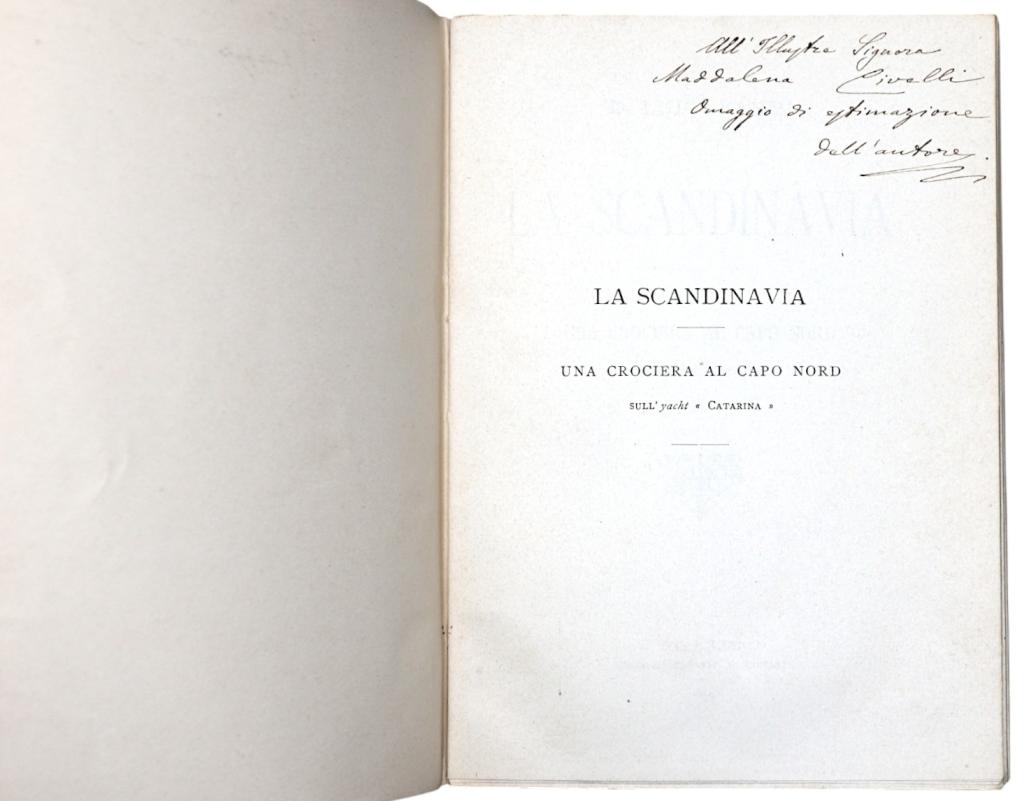 All' Illustre Signora
Maddalena Civelli
Omaggio di estimazione
dell'autore.
LA SCANDINAVIA
UNA CROCIERA AL CAPO NORD
SULL' yacht « CATARINA »